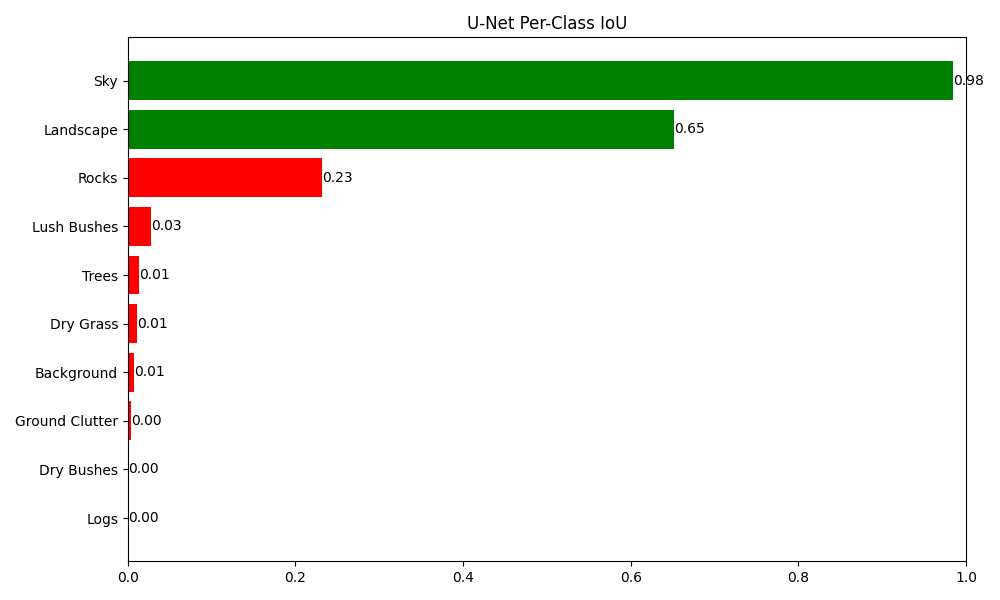 U-Net Per-Class IoU
Sky 0.98
Landscape 0.65
Rocks 0.23
Lush Bushes 0.03
Trees 0.01
Dry Grass 0.01
Background 0.01
Ground Clutter 0.00
Dry Bushes 0.00
Logs 0.00
0.0 0.2 0.4 0.6 0.8 1.0